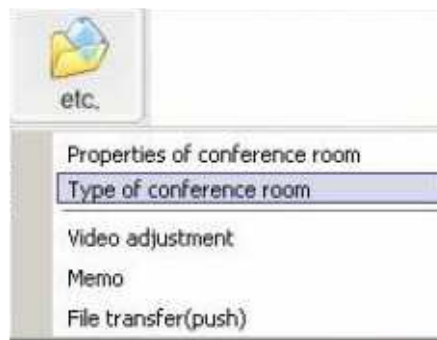 etc.
Properties of conference room
Type of conference room
Video adjustment
Memo
File transfer(push)